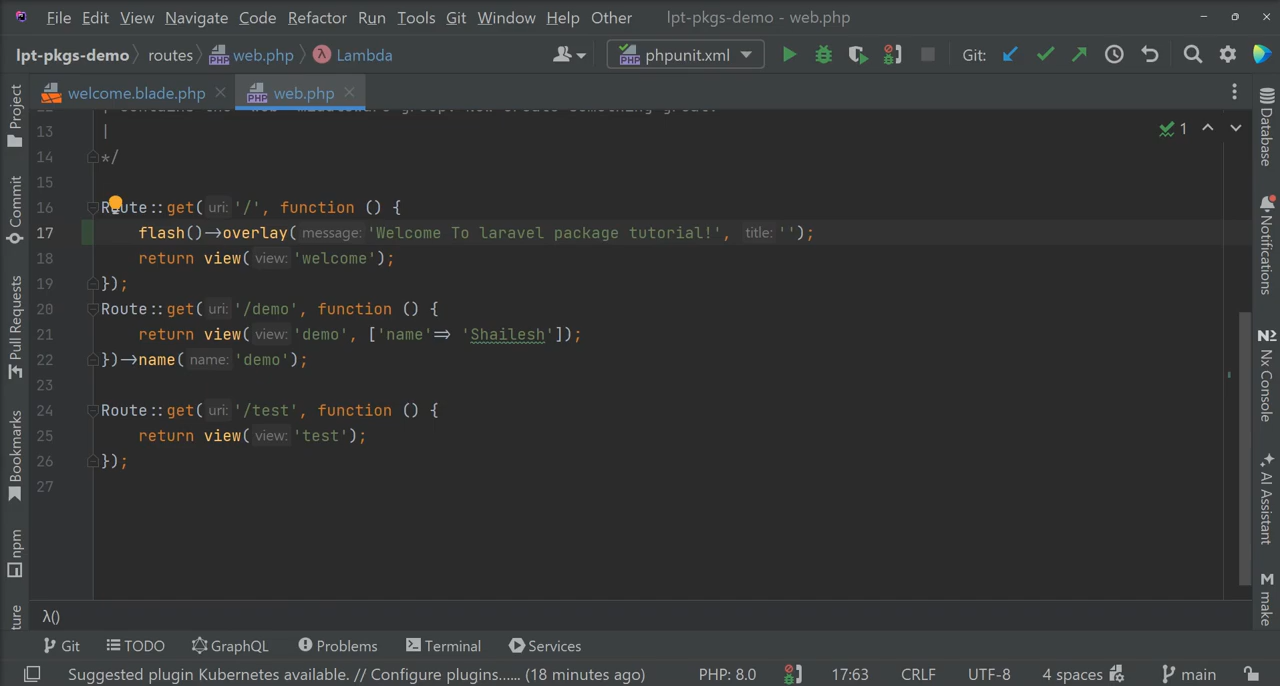 File Edit View Navigate Code Refactor Run Tools Git Window Help Other lpt-pkgs-demo - web.php
lpt-pkgs-demo routes web.php Lambda phpunit.xml Git:
welcome.blade.php web.php
13 |
14 */
15
16 Route::get( uri: '/', function () {
17 flash()→overlay( message: 'Welcome To laravel package tutorial!', title: '');
18 return view( view: 'welcome');
19 });
20 Route::get( uri: '/demo', function () {
21 return view( view: 'demo', ['name'⇒ 'Shailesh']);
22 })→name( name: 'demo');
23
24 Route::get( uri: '/test', function () {
25 return view( view: 'test');
26 });
27
1
Project
Commit
Pull Requests
Bookmarks
npm
ture
Database
Notifications
Nx Console
AI Assistant
M make
λ()
Git TODO GraphQL Problems Terminal Services
Suggested plugin Kubernetes available. // Configure plugins...... (18 minutes ago) PHP: 8.0 17:63 CRLF UTF-8 4 spaces main